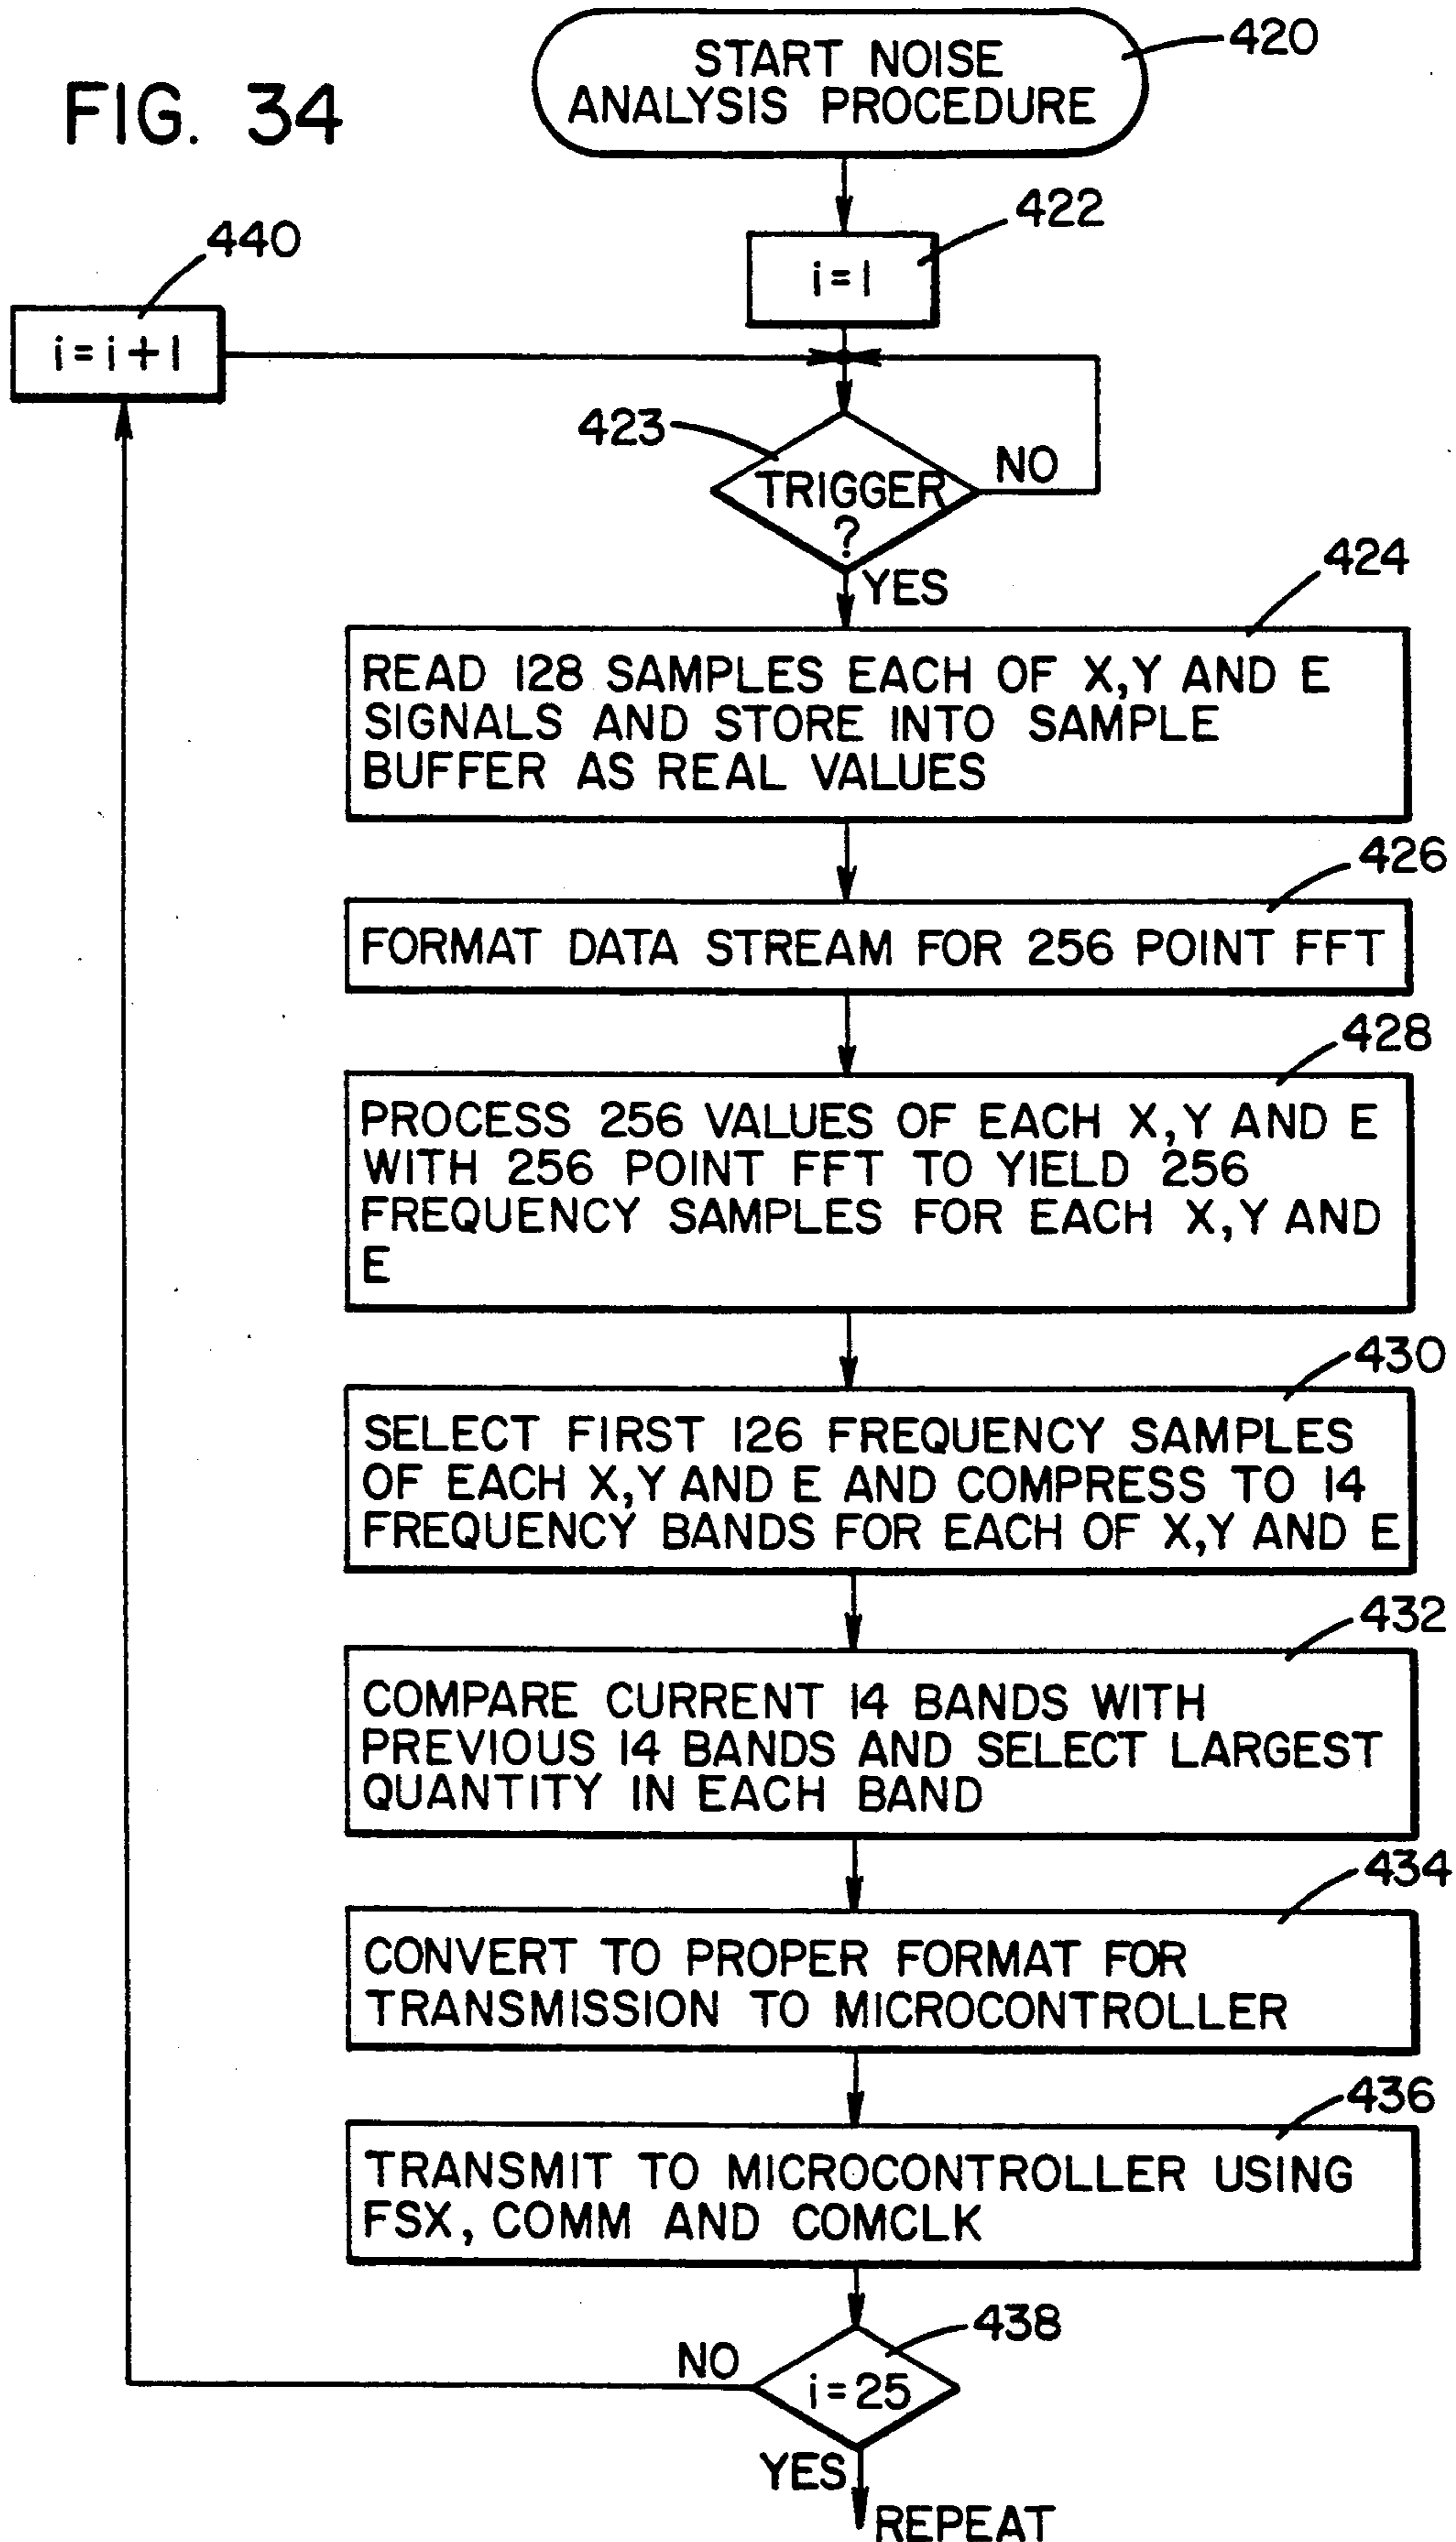 FIG. 34
START NOISE
ANALYSIS PROCEDURE
420
422
i=1
440
i=i+1
423
TRIGGER
?
NO
YES
424
READ 128 SAMPLES EACH OF X,Y AND E
SIGNALS AND STORE INTO SAMPLE
BUFFER AS REAL VALUES
426
FORMAT DATA STREAM FOR 256 POINT FFT
428
PROCESS 256 VALUES OF EACH X,Y AND E
WITH 256 POINT FFT TO YIELD 256
FREQUENCY SAMPLES FOR EACH X,Y AND
E
430
SELECT FIRST 126 FREQUENCY SAMPLES
OF EACH X,Y AND E AND COMPRESS TO 14
FREQUENCY BANDS FOR EACH OF X,Y AND E
432
COMPARE CURRENT 14 BANDS WITH
PREVIOUS 14 BANDS AND SELECT LARGEST
QUANTITY IN EACH BAND
434
CONVERT TO PROPER FORMAT FOR
TRANSMISSION TO MICROCONTROLLER
436
TRANSMIT TO MICROCONTROLLER USING
FSX, COMM AND COMCLK
438
NO
i=25
YES
REPEAT